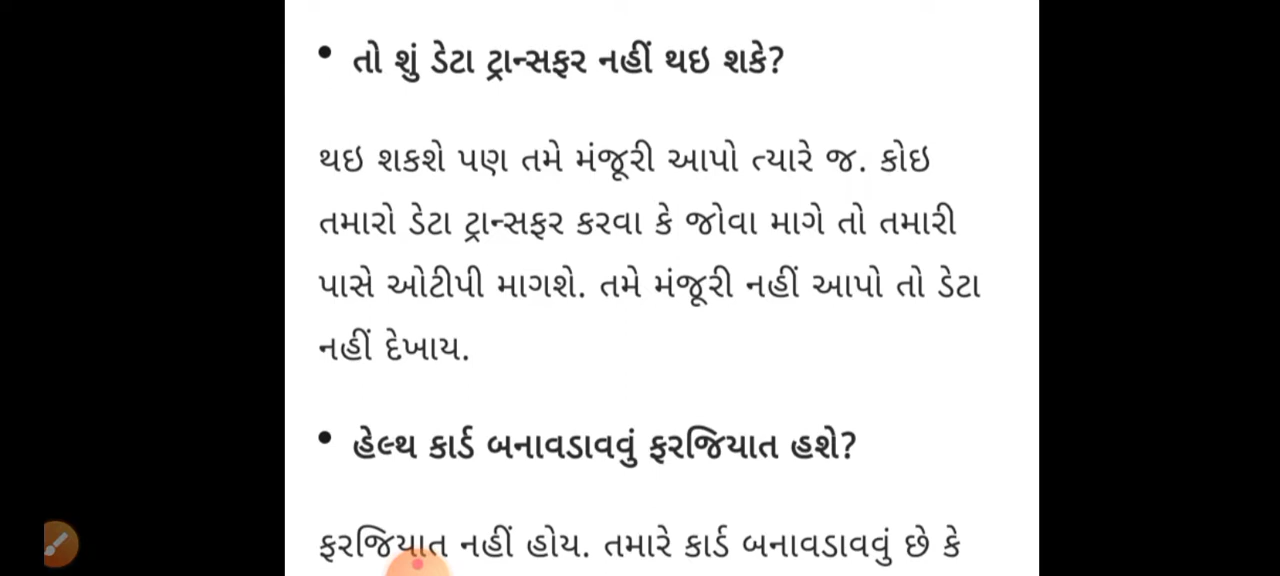 • તો શું ડેટા ટ્રાન્સફર નહીં થઇ શકે?
થઇ શકશે પણ તમે મંજૂરી આપો ત્યારે જ. કોઇ
તમારો ડેટા ટ્રાન્સફર કરવા કે જોવા માગે તો તમારી
પાસે ઓટીપી માગશે. તમે મંજૂરી નહીં આપો તો ડેટા
નહીં દેખાય.
• હેલ્થ કાર્ડ બનાવડાવવું ફરજિયાત હશે?
ફરજિયાત નહીં હોય. તમારે કાર્ડ બનાવડાવવું છે કે